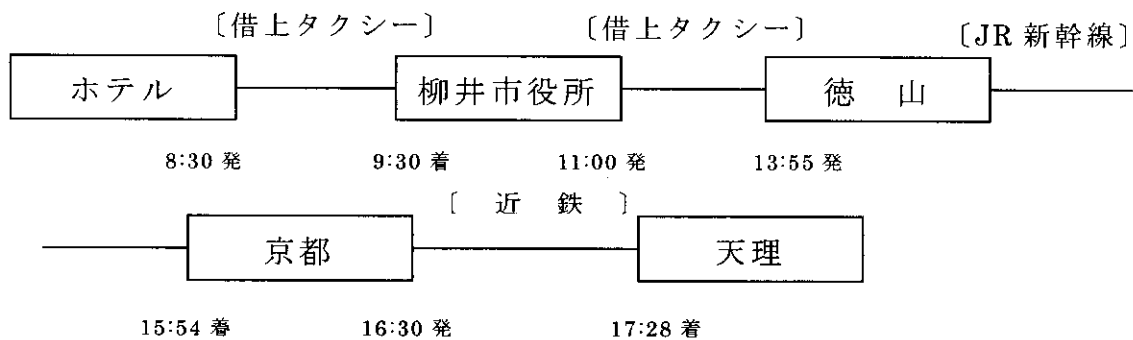 〔借上タクシー〕 〔借上タクシー〕 〔JR 新幹線〕
ホテル 柳井市役所 徳 山
8:30 発 9:30 着 11:00 発 13:55 発
〔 近 鉄 〕
京都 天理
15:54 着 16:30 発 17:28 着